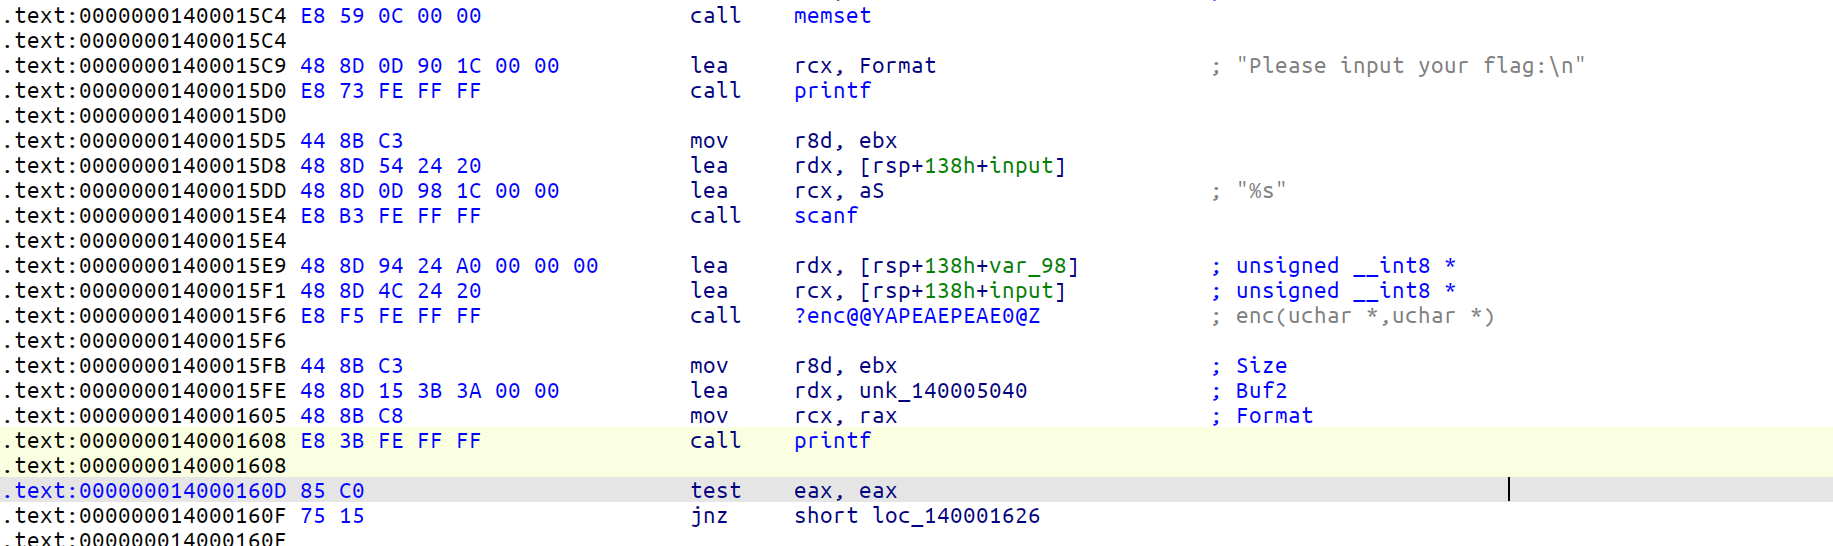 .text:00000001400015C4 E8 59 0C 00 00 call memset
.text:00000001400015C4
.text:00000001400015C9 48 8D 0D 90 1C 00 00 lea rcx, Format ; "Please input your flag:\n"
.text:00000001400015D0 E8 73 FE FF FF call printf
.text:00000001400015D0
.text:00000001400015D5 44 8B C3 mov r8d, ebx
.text:00000001400015D8 48 8D 54 24 20 lea rdx, [rsp+138h+input]
.text:00000001400015DD 48 8D 0D 98 1C 00 00 lea rcx, aS ; "%s"
.text:00000001400015E4 E8 B3 FE FF FF call scanf
.text:00000001400015E4
.text:00000001400015E9 48 8D 94 24 A0 00 00 00 lea rdx, [rsp+138h+var_98] ; unsigned __int8 *
.text:00000001400015F1 48 8D 4C 24 20 lea rcx, [rsp+138h+input] ; unsigned __int8 *
.text:00000001400015F6 E8 F5 FE FF FF call ?enc@@YAPEAEPEAE0@Z ; enc(uchar *,uchar *)
.text:00000001400015F6
.text:00000001400015FB 44 8B C3 mov r8d, ebx ; Size
.text:00000001400015FE 48 8D 15 3B 3A 00 00 lea rdx, unk_140005040 ; Buf2
.text:0000000140001605 48 8B C8 mov rcx, rax ; Format
.text:0000000140001608 E8 3B FE FF FF call printf
.text:0000000140001608
.text:000000014000160D 85 C0 test eax, eax
.text:000000014000160F 75 15 jnz short loc_140001626
.text:000000014000160F